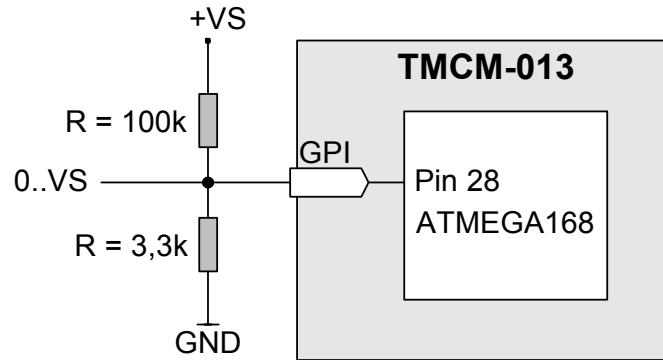 +VS
TMCM-013
R = 100k
GPI
0..VS
Pin 28
ATMEGA168
R = 3,3k
GND